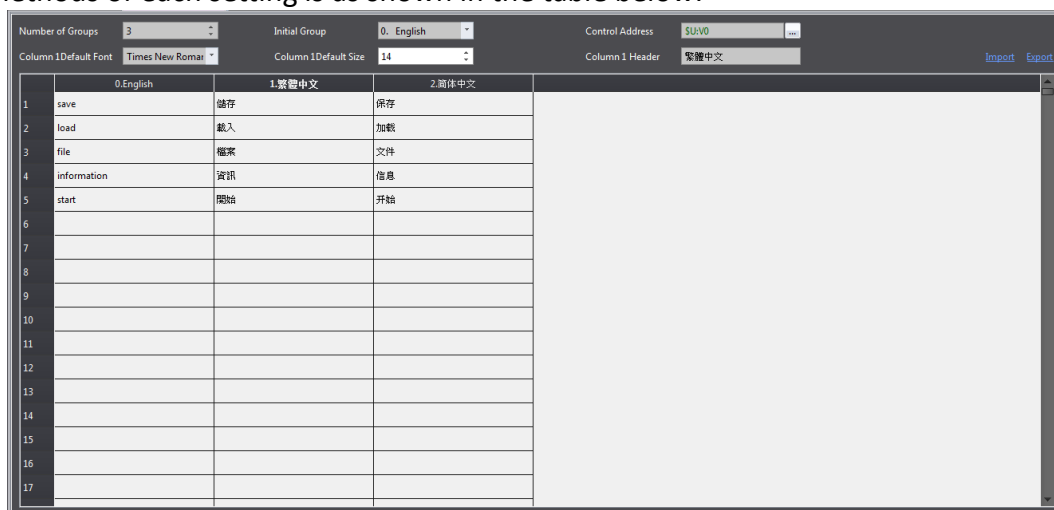 ethods of each setting is as shown in the table below.
Number of Groups 3 Initial Group 0. English Control Address $U:V0 ...
Column 1Default Font Times New Roman Column 1Default Size 14 Column 1 Header 繁體中文 Import Export
0.English 1.繁體中文 2.简体中文
1 save 儲存 保存
2 load 載入 加载
3 file 檔案 文件
4 information 資訊 信息
5 start 開始 开始
6
7
8
9
10
11
12
13
14
15
16
17